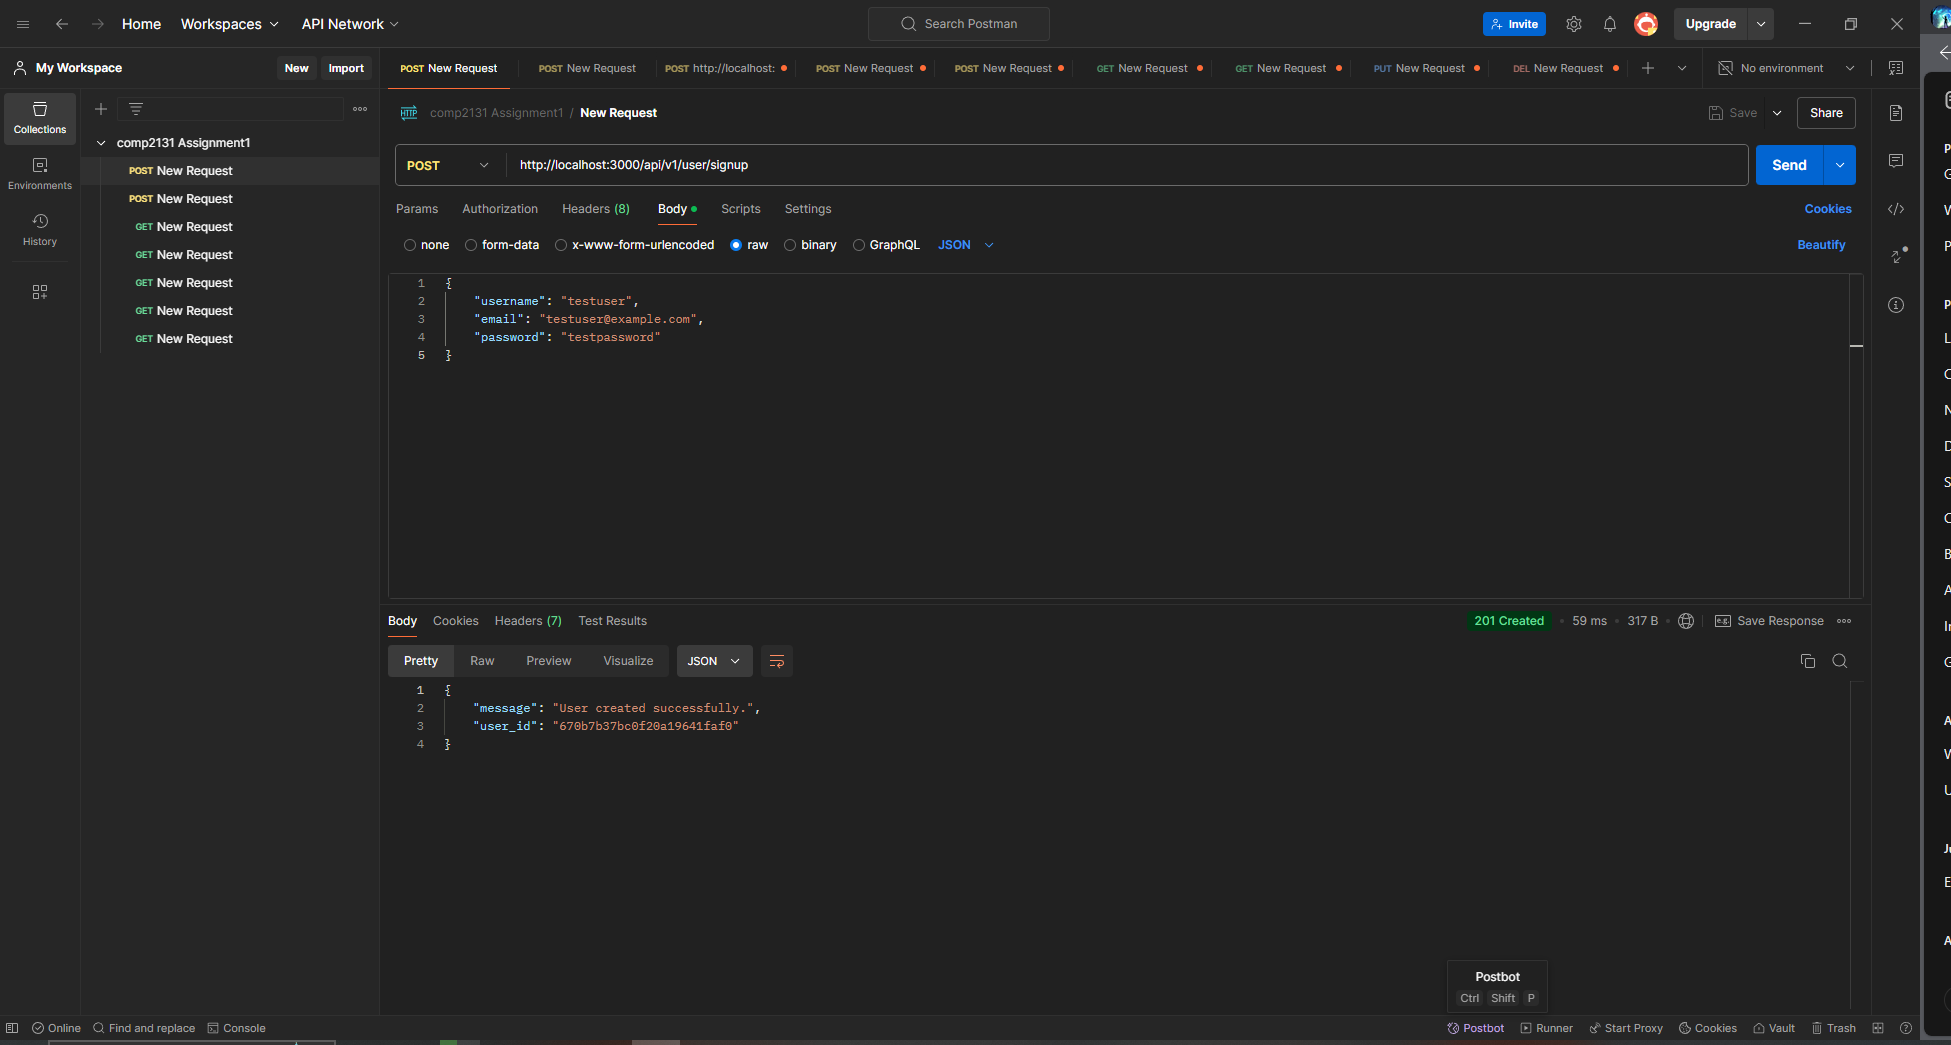 Home Workspaces API Network Search Postman Invite Upgrade
My Workspace New Import POST New Request POST New Request POST http://localhost: POST New Request POST New Request GET New Request GET New Request PUT New Request DEL New Request No environment
Collections
Environments
History
comp2131 Assignment1
POST New Request
POST New Request
GET New Request
GET New Request
GET New Request
GET New Request
GET New Request
HTTP comp2131 Assignment1 / New Request Save Share
POST http://localhost:3000/api/v1/user/signup Send
Params Authorization Headers (8) Body Scripts Settings Cookies
none form-data x-www-form-urlencoded raw binary GraphQL JSON Beautify
1 {
2 "username": "testuser",
3 "email": "testuser@example.com",
4 "password": "testpassword"
5 }
Body Cookies Headers (7) Test Results 201 Created 59 ms 317 B e.g. Save Response
Pretty Raw Preview Visualize JSON
1 {
2 "message": "User created successfully.",
3 "user_id": "670b7b37bc0f20a19641faf0"
4 }
Postbot
Ctrl Shift P
Online Find and replace Console Postbot Runner Start Proxy Cookies Vault Trash